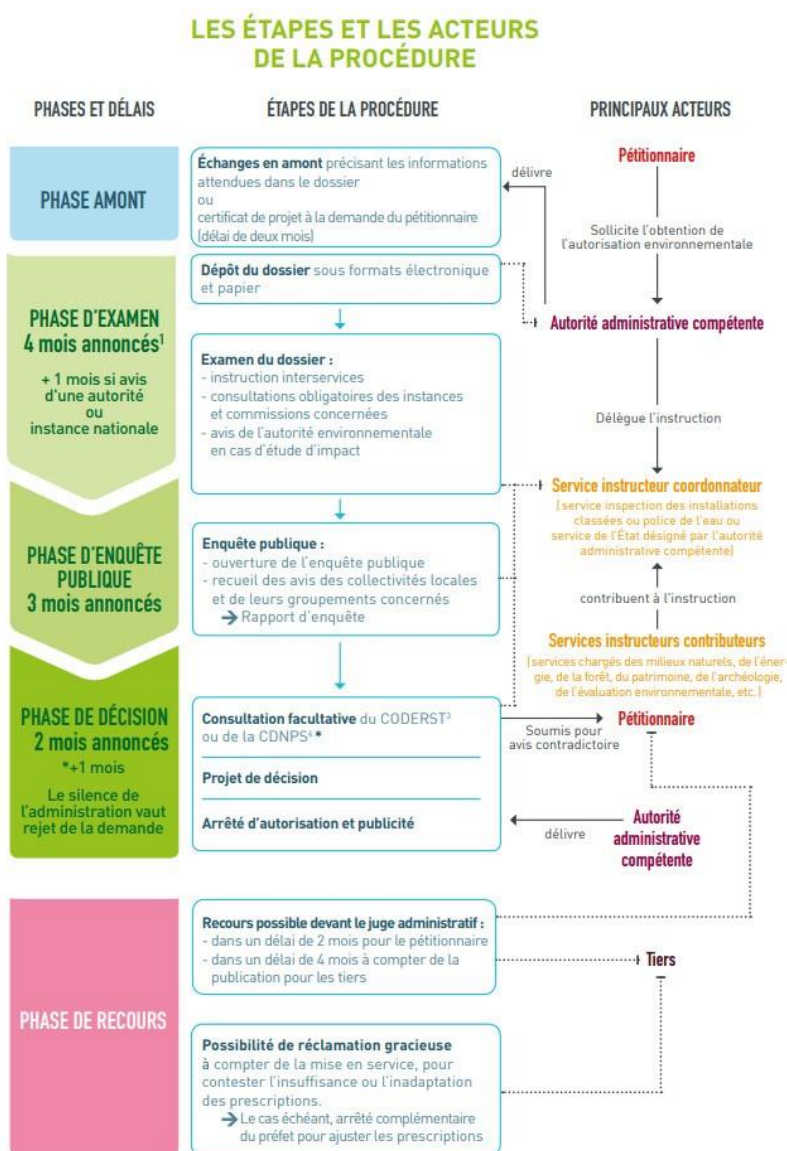 LES ÉTAPES ET LES ACTEURS
DE LA PROCÉDURE
PHASES ET DÉLAIS
ÉTAPES DE LA PROCÉDURE
PRINCIPAUX ACTEURS
PHASE AMONT
Échanges en amont précisant les informations
attendues dans le dossier
ou
certificat de projet à la demande du pétitionnaire
(délai de deux mois)
délivre
Pétitionnaire
Sollicite l'obtention de
l'autorisation environnementale
PHASE D'EXAMEN
4 mois annoncés¹
+ 1 mois si avis
d'une autorité
ou
instance nationale
Dépôt du dossier sous formats électronique
et papier
Autorité administrative compétente
Examen du dossier :
- instruction interservices
- consultations obligatoires des instances
et commissions concernées
- avis de l'autorité environnementale
en cas d'étude d'impact
Délègue l'instruction
Service instructeur coordonnateur
( service inspection des installations
classées ou police de l'eau ou
service de l'État désigné par l'autorité
administrative compétente)
PHASE D'ENQUÊTE
PUBLIQUE
3 mois annoncés
Enquête publique :
- ouverture de l'enquête publique
- recueil des avis des collectivités locales
et de leurs groupements concernés
→ Rapport d'enquête
contribuent à l'instruction
Services instructeurs contributeurs
( services chargés des milieux naturels, de l'éner-
gie, de la forêt, du patrimoine, de l'archéologie,
de l'évaluation environnementale, etc.)
PHASE DE DÉCISION
2 mois annoncés
*+1 mois
Le silence de
l'administration vaut
rejet de la demande
Consultation facultative du CODERST³
ou de la CDNPS⁴ *
Projet de décision
Arrêté d'autorisation et publicité
Soumis pour
avis contradictoire
Pétitionnaire
délivre
Autorité
administrative
compétente
PHASE DE RECOURS
Recours possible devant le juge administratif :
- dans un délai de 2 mois pour le pétitionnaire
- dans un délai de 4 mois à compter de la
publication pour les tiers
Tiers
Possibilité de réclamation gracieuse
à compter de la mise en service, pour
contester l'insuffisance ou l'inadaptation
des prescriptions.
→ Le cas échéant, arrêté complémentaire
du préfet pour ajuster les prescriptions